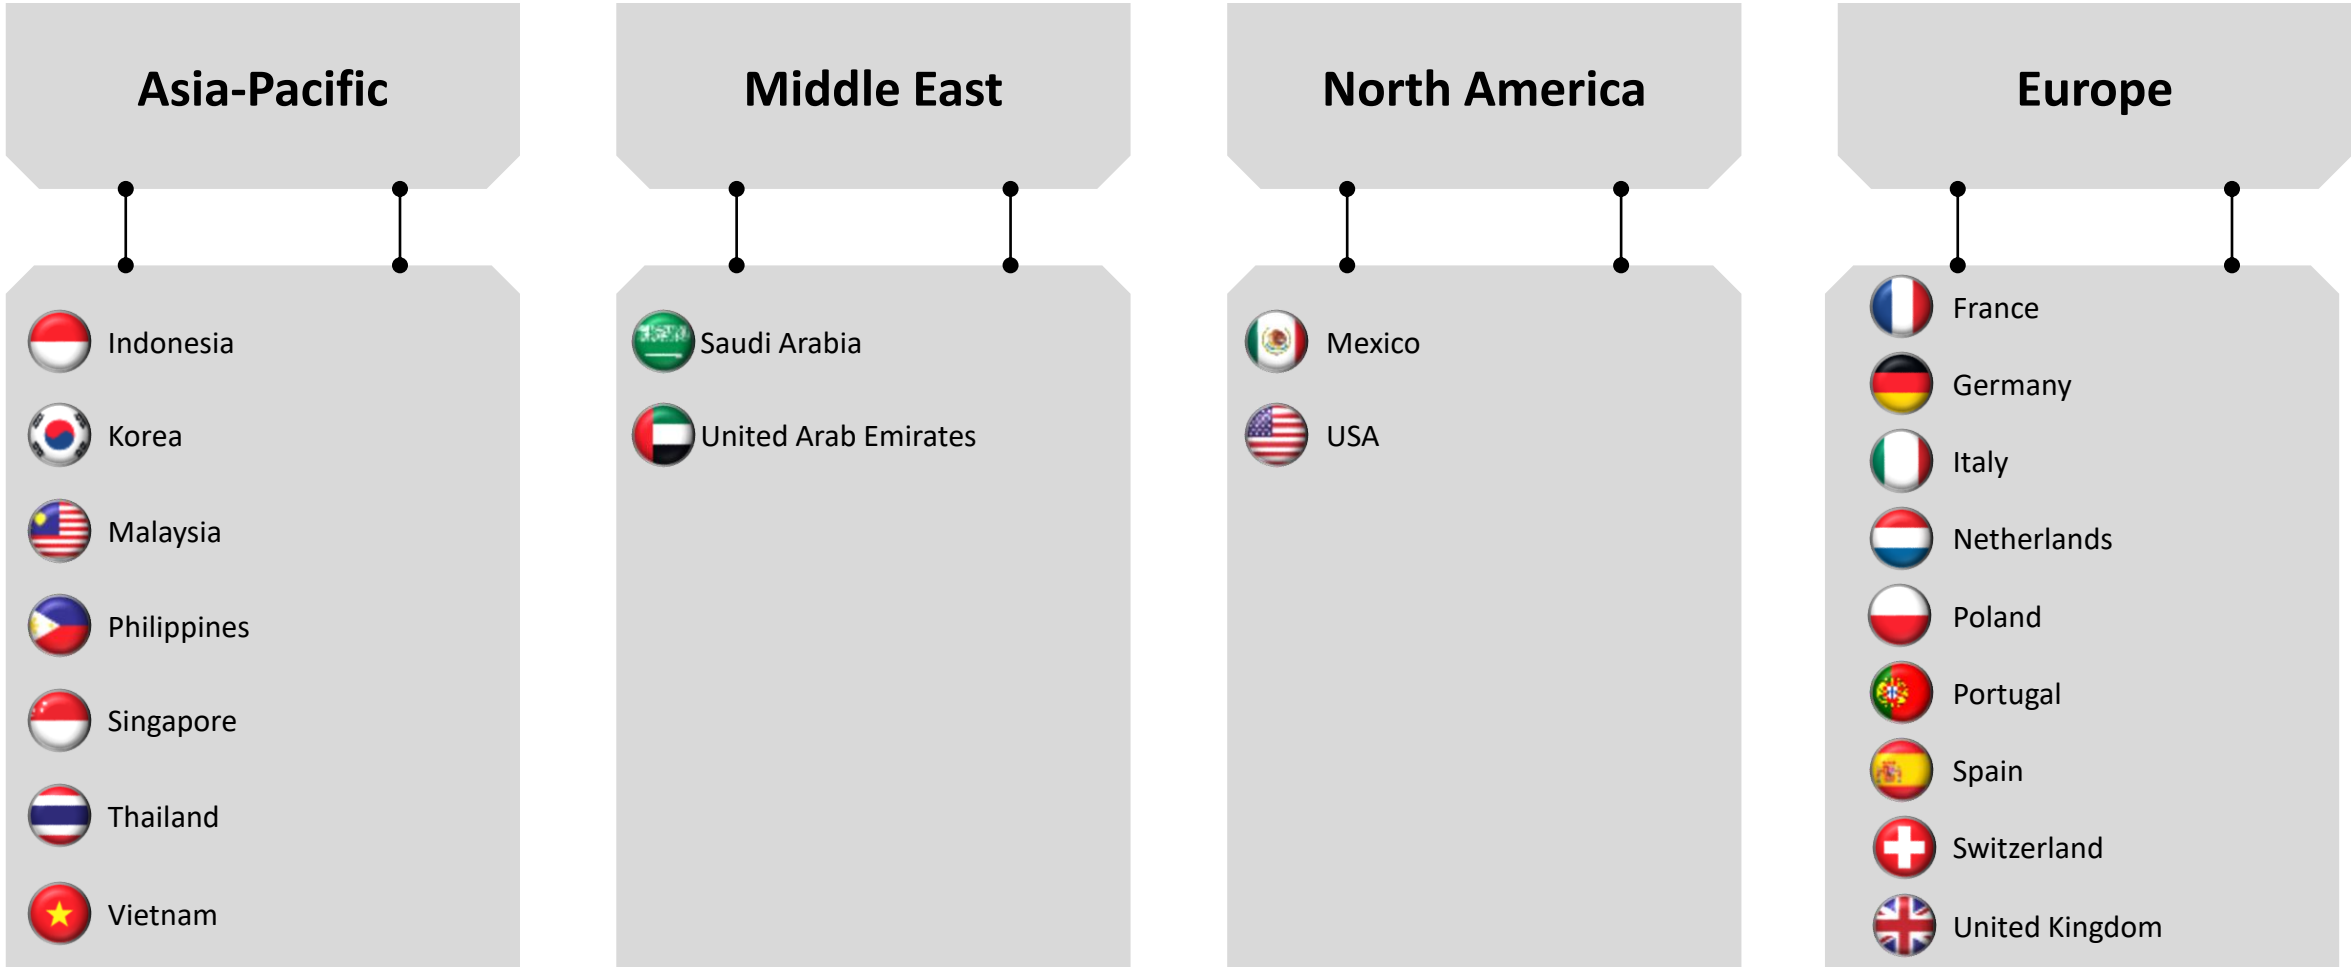 Asia-Pacific
Indonesia
Korea
Malaysia
Philippines
Singapore
Thailand
Vietnam
Middle East
Saudi Arabia
United Arab Emirates
North America
Mexico
USA
Europe
France
Germany
Italy
Netherlands
Poland
Portugal
Spain
Switzerland
United Kingdom